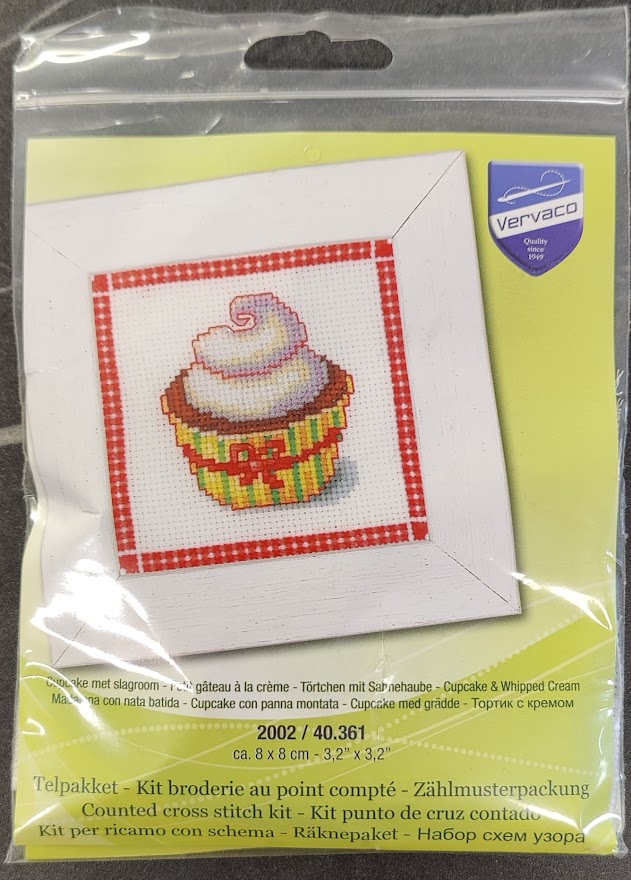 Vervaco
Quality
since
1949
Cupcake met slagroom - Petit gâteau à la crème - Törtchen mit Sahnehaube - Cupcake & Whipped Cream
Madalena con nata batida - Cupcake con panna montata - Cupcake med grädde - Тортик с кремом
2002 / 40.361
ca. 8 x 8 cm - 3,2” x 3,2”
Telpakket - Kit broderie au point compté - Zählmusterpackung
Counted cross stitch kit - Kit punto de cruz contado
Kit per ricamo con schema - Räknepaket - Набор схем узора